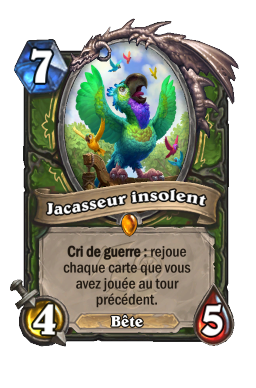 7
Jacasseur insolent
Cri de guerre : rejoue
chaque carte que vous
avez jouée au tour
précédent.
4
Bête
5